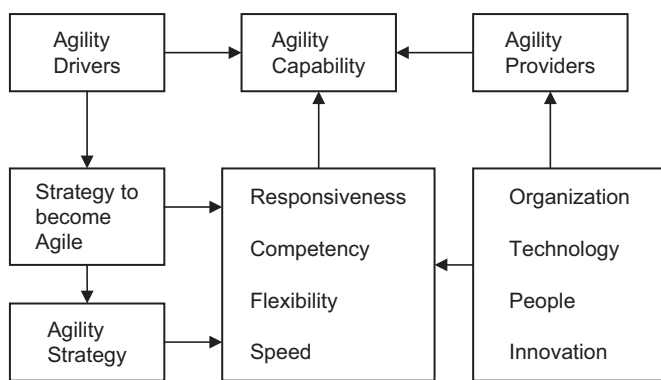 Agility
Drivers
Agility
Capability
Agility
Providers
Strategy to
become
Agile
Responsiveness
Competency
Flexibility
Speed
Organization
Technology
People
Innovation
Agility
Strategy